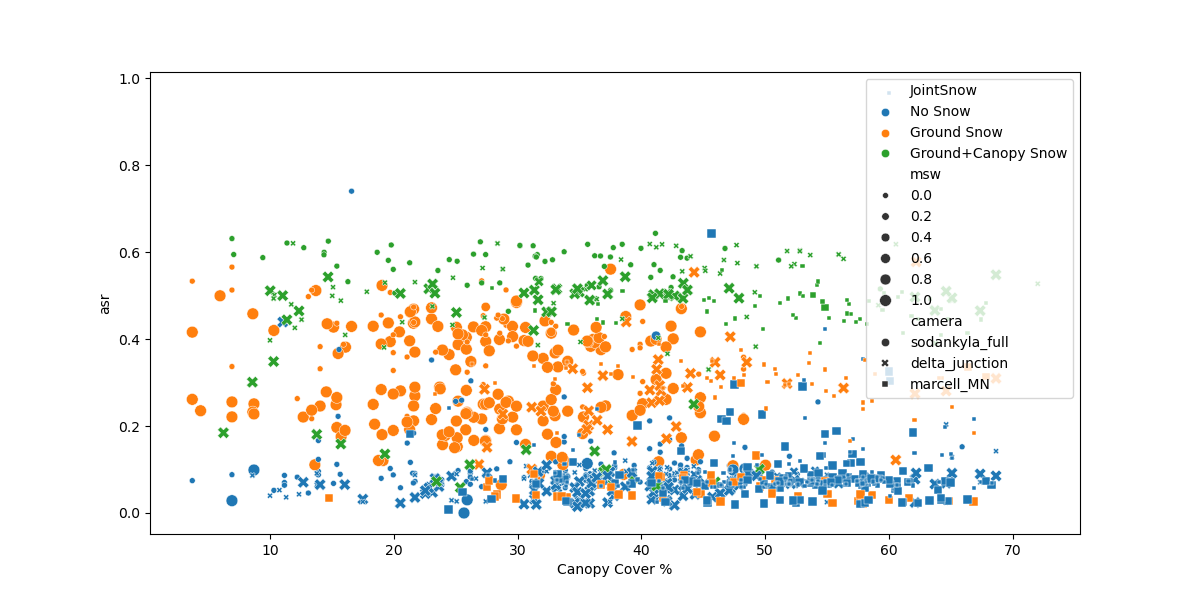 1.0
0.8
0.6
0.4
0.2
0.0
asr
10 20 30 40 50 60 70
Canopy Cover %
JointSnow
No Snow
Ground Snow
Ground+Canopy Snow
msw
0.0
0.2
0.4
0.6
0.8
1.0
camera
sodankyla_full
delta_junction
marcell_MN